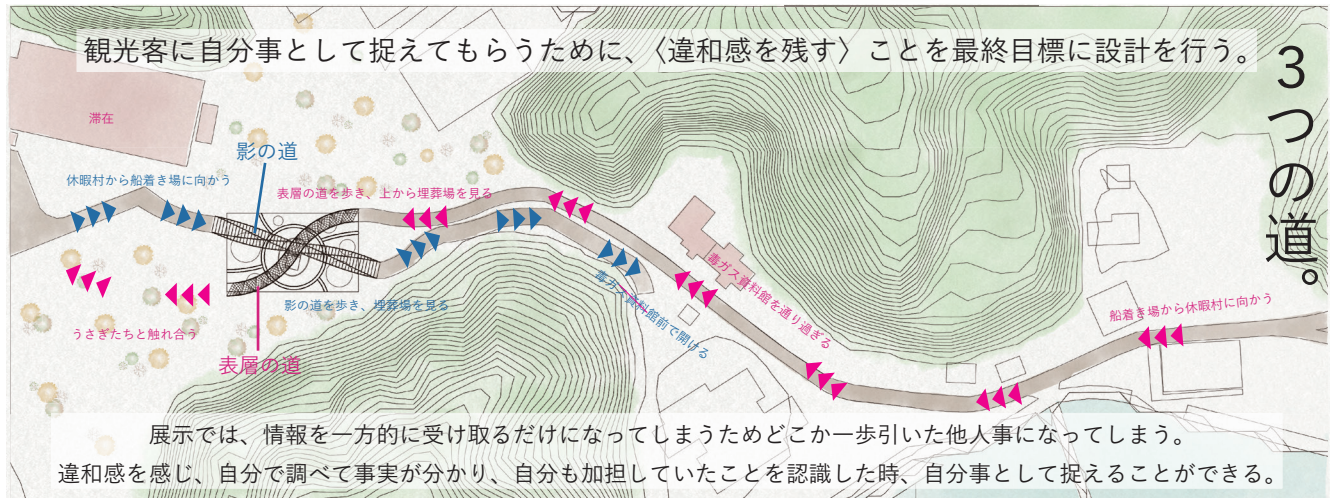 観光客に自分事として捉えてもらうために、〈違和感を残す〉ことを最終目標に設計を行う。
3つの道。
滞在
影の道
休暇村から船着き場に向かう
表層の道を歩き、上から埋葬場を見る
毒ガス資料館を通り過ぎる
毒ガス資料館前で開ける
船着き場から休暇村に向かう
影の道を歩き、埋葬場を見る
うさぎたちと触れ合う
表層の道
展示では、情報を一方的に受け取るだけになってしまうためどこか一歩引いた他人事になってしまう。
違和感を感じ、自分で調べて事実が分かり、自分も加担していたことを認識した時、自分事として捉えることができる。